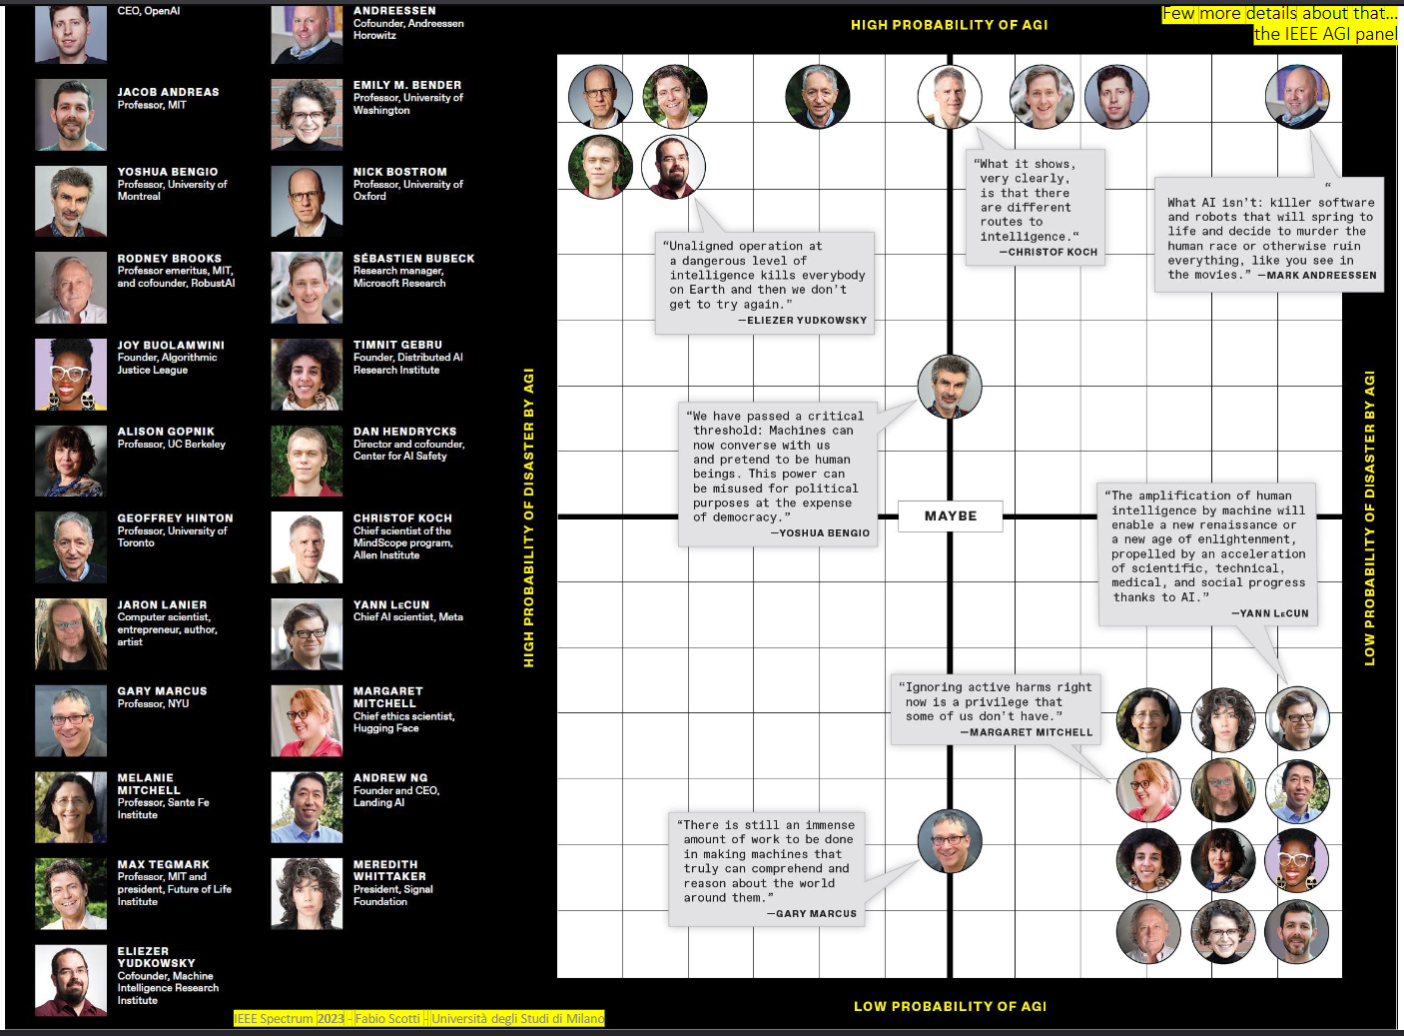 Few more details about that...
the IEEE AGI panel
CEO, OpenAI
ANDREESSEN
Cofounder, Andreessen
Horowitz
JACOB ANDREAS
Professor, MIT
EMILY M. BENDER
Professor, University of
Washington
YOSHUA BENGIO
Professor, University of
Montreal
NICK BOSTROM
Professor, University of
Oxford
RODNEY BROOKS
Professor emeritus, MIT,
and cofounder, RobustAI
SÉBASTIEN BUBECK
Research manager,
Microsoft Research
JOY BUOLAMWINI
Founder, Algorithmic
Justice League
TIMNIT GEBRU
Founder, Distributed AI
Research Institute
ALISON GOPNIK
Professor, UC Berkeley
DAN HENDRYCKS
Director and cofounder,
Center for AI Safety
GEOFFREY HINTON
Professor, University of
Toronto
CHRISTOF KOCH
Chief scientist of the
MindScope program,
Allen Institute
JARON LANIER
Computer scientist,
entrepreneur, author,
artist
YANN LeCUN
Chief AI scientist, Meta
GARY MARCUS
Professor, NYU
MARGARET
MITCHELL
Chief ethics scientist,
Hugging Face
MELANIE
MITCHELL
Professor, Sante Fe
Institute
ANDREW NG
Founder and CEO,
Landing AI
MAX TEGMARK
Professor, MIT and
president, Future of Life
Institute
MEREDITH
WHITTAKER
President, Signal
Foundation
ELIEZER
YUDKOWSKY
Cofounder, Machine
Intelligence Research
Institute
HIGH PROBABILITY OF AGI
HIGH PROBABILITY OF DISASTER BY AGI
"What it shows,
very clearly,
is that there
are different
routes to
intelligence."
—CHRISTOF KOCH
"
What AI isn't: killer software
and robots that will spring to
life and decide to murder the
human race or otherwise ruin
everything, like you see in
the movies." —MARK ANDREESSEN
"Unaligned operation at
a dangerous level of
intelligence kills everybody
on Earth and then we don't
get to try again."
—ELIEZER YUDKOWSKY
"We have passed a critical
threshold: Machines can
now converse with us
and pretend to be human
beings. This power can
be misused for political
purposes at the expense
of democracy."
—YOSHUA BENGIO
MAYBE
"The amplification of human
intelligence by machine will
enable a new renaissance or
a new age of enlightenment,
propelled by an acceleration
of scientific, technical,
medical, and social progress
thanks to AI."
—YANN LeCUN
"Ignoring active harms right
now is a privilege that
some of us don't have."
—MARGARET MITCHELL
"There is still an immense
amount of work to be done
in making machines that
truly can comprehend and
reason about the world
around them."
—GARY MARCUS
LOW PROBABILITY OF DISASTER BY AGI
LOW PROBABILITY OF AGI
IEEE Spectrum 2023 - Fabio Scotti - Università degli Studi di Milano